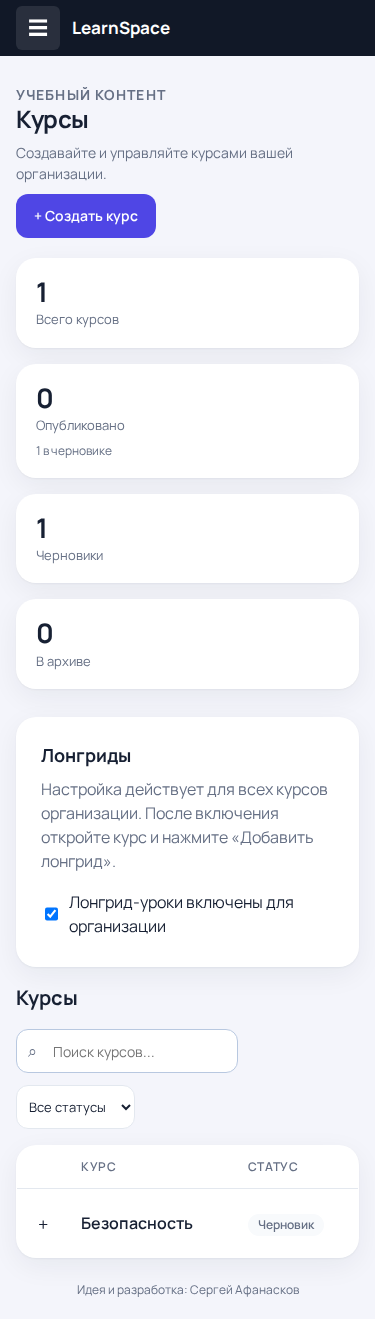 ☰ LearnSpace
УЧЕБНЫЙ КОНТЕНТ
Курсы
Создавайте и управляйте курсами вашей
организации.
+ Создать курс
1
Всего курсов
0
Опубликовано
1 в черновике
1
Черновики
0
В архиве
Лонгриды
Настройка действует для всех курсов
организации. После включения
откройте курс и нажмите «Добавить
лонгрид».
Лонгрид-уроки включены для
организации
Курсы
Поиск курсов...
Все статусы
КУРС СТАТУС
+ Безопасность Черновик
Идея и разработка: Сергей Афанасков